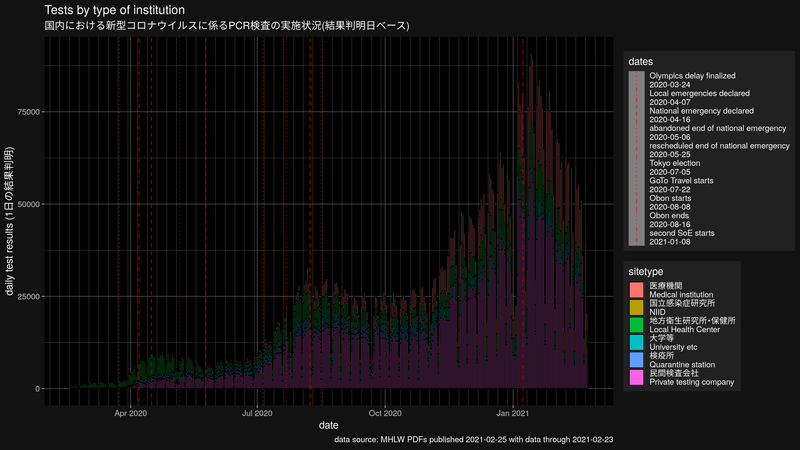 Tests by type of institution
国内における新型コロナウイルスに係るPCR検査の実施状況(結果判明日ベース)
daily test results (1日の結果判明)
75000
50000
25000
0
Apr 2020
Jul 2020
Oct 2020
Jan 2021
date
data source: MHLW PDFs published 2021-02-25 with data through 2021-02-23
dates
Olympics delay finalized
2020-03-24
Local emergencies declared
2020-04-07
National emergency declared
2020-04-16
abandoned end of national emergency
2020-05-06
rescheduled end of national emergency
2020-05-25
Tokyo election
2020-07-05
GoTo Travel starts
2020-07-22
Obon starts
2020-08-08
Obon ends
2020-08-16
second SoE starts
2021-01-08
sitetype
医療機関
Medical institution
国立感染症研究所
NIID
地方衛生研究所・保健所
Local Health Center
大学等
University etc
検疫所
Quarantine station
民間検査会社
Private testing company